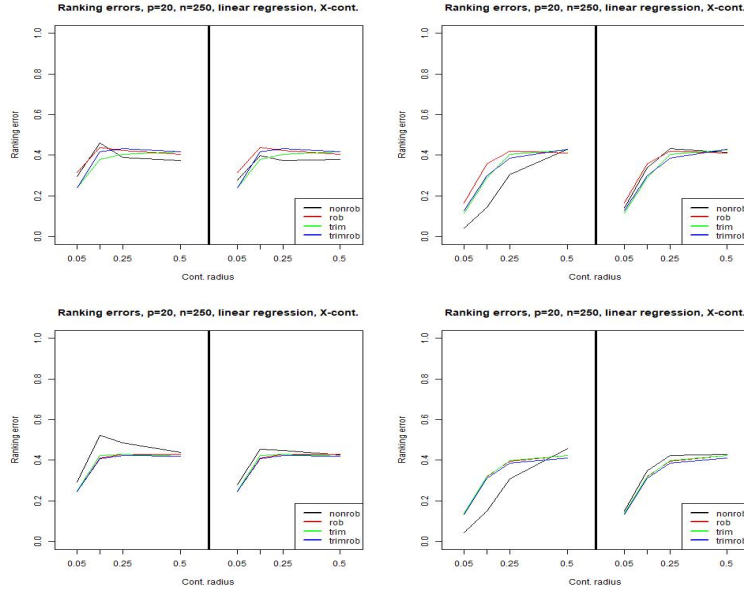 Ranking errors, p=20, n=250, linear regression, X-cont.
Ranking error
1.0
0.8
0.6
0.4
0.2
0.0
nonrob
rob
trim
trimrob
0.05 0.25 0.5 0.05 0.25 0.5
Cont. radius
Ranking errors, p=20, n=250, linear regression, X-cont.
Ranking error
1.0
0.8
0.6
0.4
0.2
0.0
nonrob
rob
trim
trimrob
0.05 0.25 0.5 0.05 0.25 0.5
Cont. radius
Ranking errors, p=20, n=250, linear regression, X-cont.
Ranking error
1.0
0.8
0.6
0.4
0.2
0.0
nonrob
rob
trim
trimrob
0.05 0.25 0.5 0.05 0.25 0.5
Cont. radius
Ranking errors, p=20, n=250, linear regression, X-cont.
Ranking error
1.0
0.8
0.6
0.4
0.2
0.0
nonrob
rob
trim
trimrob
0.05 0.25 0.5 0.05 0.25 0.5
Cont. radius